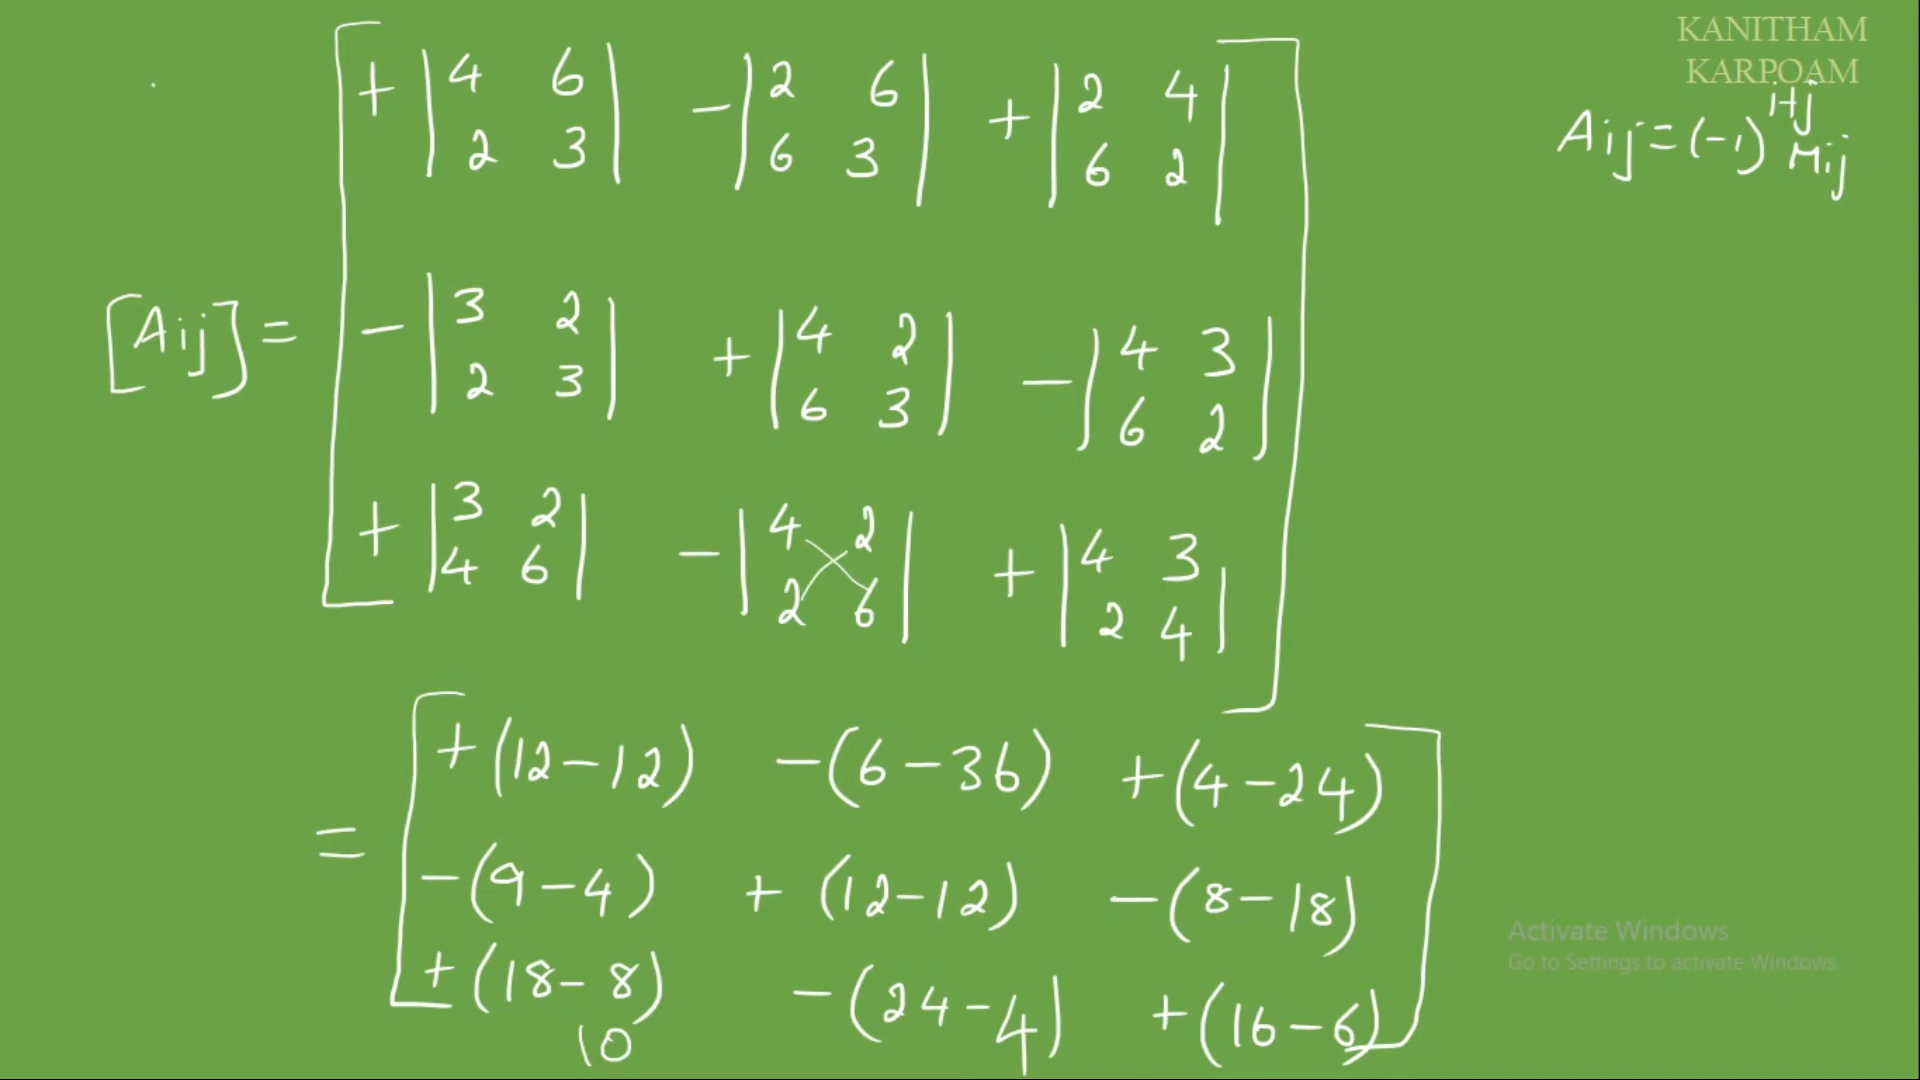 KANITHAM
KARPOAM
Aij = (-1)^{i+j} Mij
+ |4 6| - |2 6| + |2 4|
|2 3| |6 3| |6 2|
[Aij] = - |3 2| + |4 2| - |4 3|
|2 3| |6 3| |6 2|
+ |3 2| - |4 2| + |4 3|
|4 6| |2 6| |2 4|
+(12-12) -(6-36) +(4-24)
= -(9-4) +(12-12) -(8-18)
+(18-8) -(24-4) +(16-6)
10
Activate Windows
Go to Settings to activate Windows.